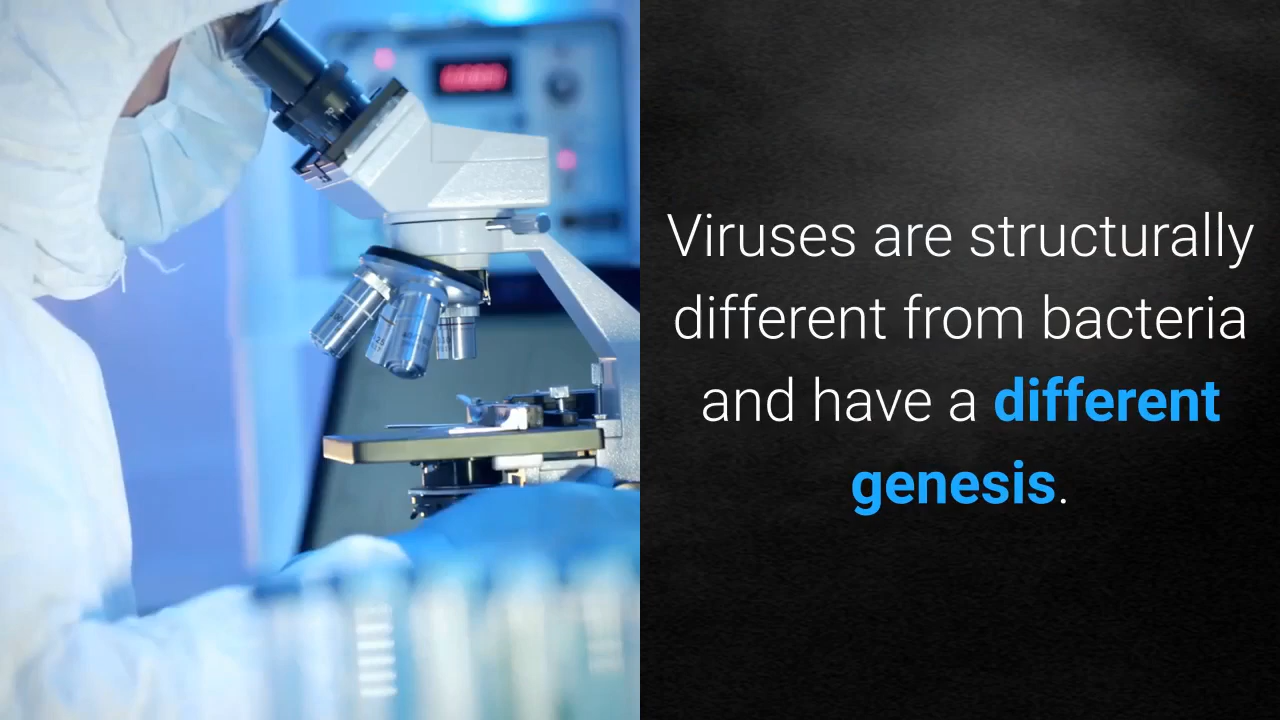 Viruses are structurally
different from bacteria
and have a different
genesis.